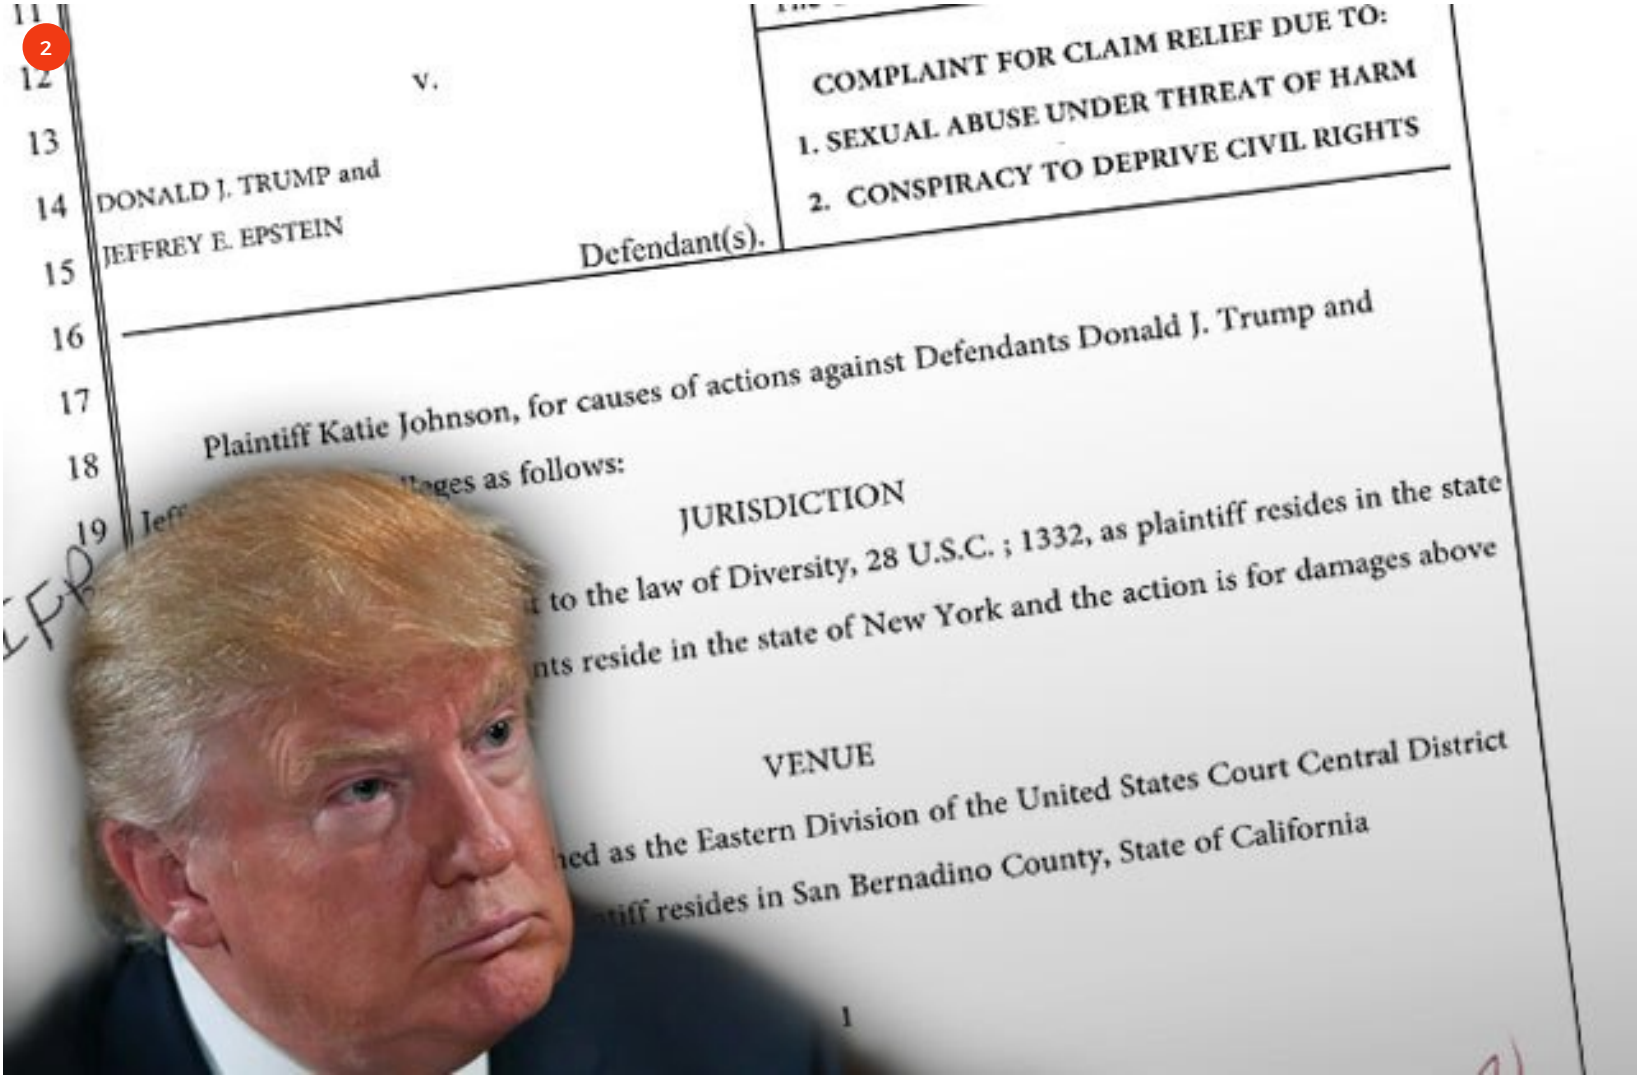 11
2
12
v.
COMPLAINT FOR CLAIM RELIEF DUE TO:
1. SEXUAL ABUSE UNDER THREAT OF HARM
2. CONSPIRACY TO DEPRIVE CIVIL RIGHTS
13
14 DONALD J. TRUMP and
JEFFREY E. EPSTEIN
15 Defendant(s).
16
17
Plaintiff Katie Johnson, for causes of actions against Defendants Donald J. Trump and
18
as follows:
19
JURISDICTION
IFP
to the law of Diversity, 28 U.S.C. ; 1332, as plaintiff resides in the state
reside in the state of New York and the action is for damages above
VENUE
as the Eastern Division of the United States Court Central District
resides in San Bernadino County, State of California
1